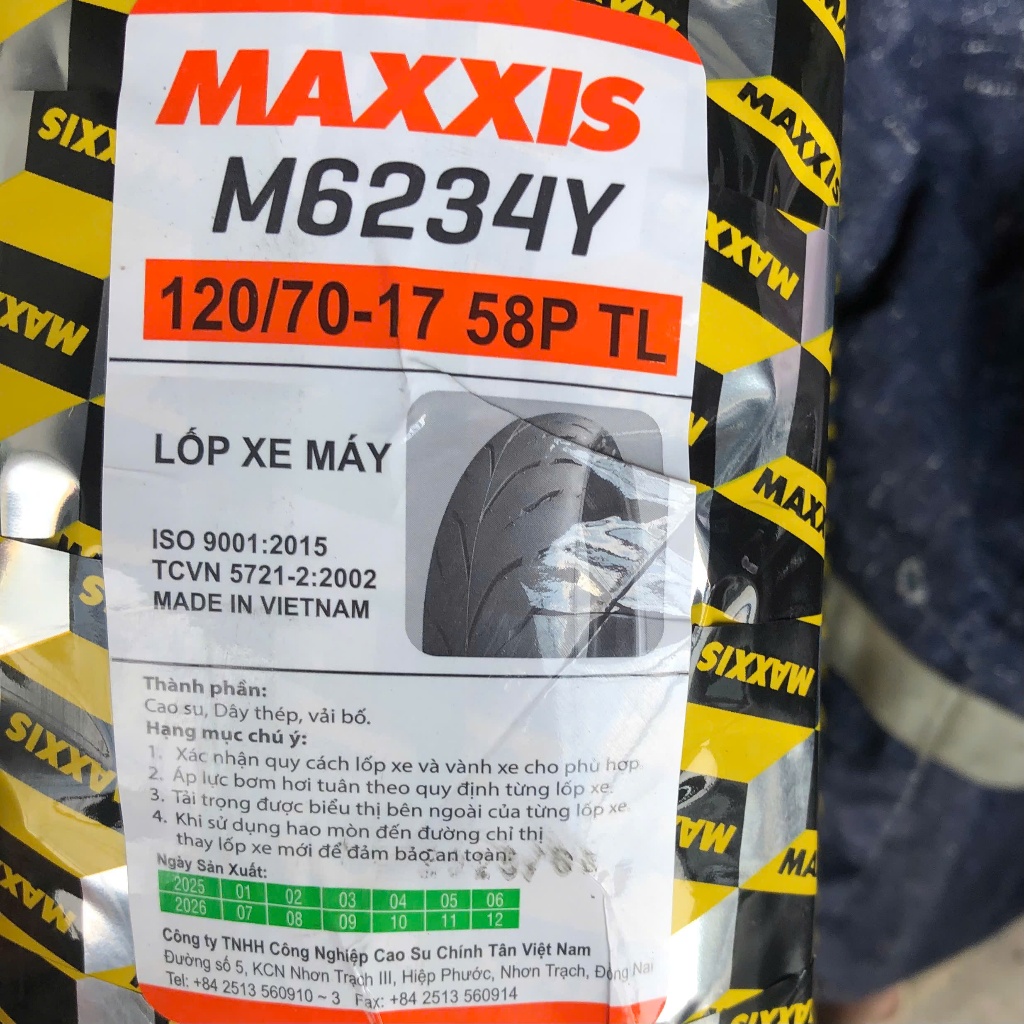 MAXXIS
M6234Y
120/70-17 58P TL
LỐP XE MÁY
ISO 9001:2015
TCVN 5721-2:2002
MADE IN VIETNAM
Thành phần:
Cao su, Dây thép, vải bố.
Hạng mục chú ý:
1. Xác nhận quy cách lốp xe và vành xe cho phù hợp
2. Áp lực bơm hơi tuân theo quy định từng lốp xe.
3. Tải trọng được biểu thị bên ngoài của từng lốp xe
4. Khi sử dụng hao mòn đến đường chỉ thị
thay lốp xe mới để đảm bảo an toàn.
Ngày Sản Xuất:
2025 01 02 03 04 05 06
2026 07 08 09 10 11 12
Công ty TNHH Công Nghiệp Cao Su Chính Tân Việt Nam
Đường số 5, KCN Nhơn Trạch III, Hiệp Phước, Nhơn Trạch, Đồng Nai
Tel: +84 2513 560910 ~ 3 Fax: +84 2513 560914
MAXXIS
MAXXIS
MAXXIS
MAXXIS